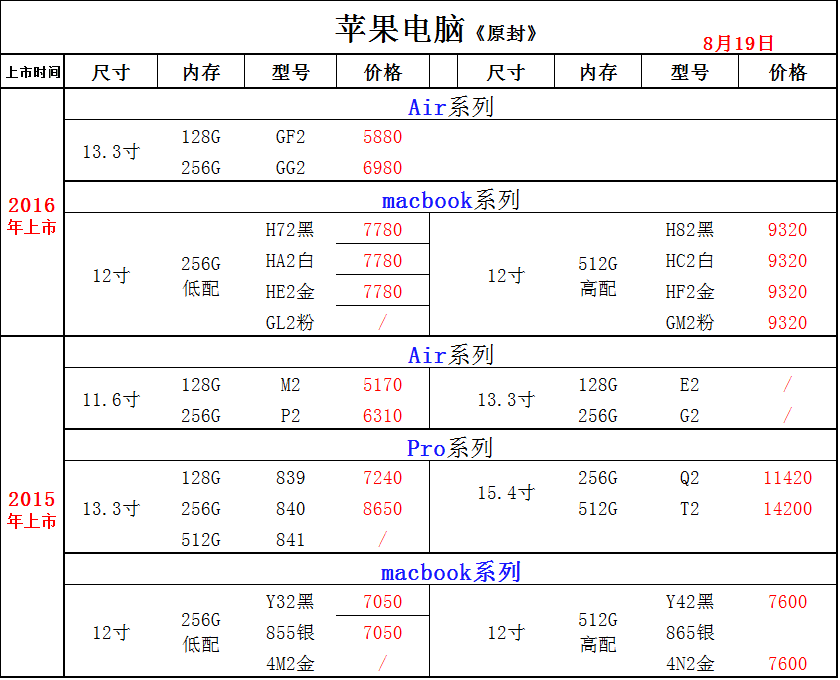 苹果电脑《原封》
8月19日
上市时间 尺寸 内存 型号 价格 尺寸 内存 型号 价格
2016
年上市
Air系列
13.3寸
128G GF2 5880
256G GG2 6980
macbook系列
12寸
256G
低配
H72黑 7780
HA2白 7780
HE2金 7780
GL2粉 /
12寸
512G
高配
H82黑 9320
HC2白 9320
HF2金 9320
GM2粉 9320
2015
年上市
Air系列
11.6寸
128G M2 5170
256G P2 6310
13.3寸
128G E2 /
256G G2 /
Pro系列
13.3寸
128G 839 7240
256G 840 8650
512G 841 /
15.4寸
256G Q2 11420
512G T2 14200
macbook系列
12寸
256G
低配
Y32黑 7050
855银 7050
4M2金 /
12寸
512G
高配
Y42黑 7600
865银
4N2金 7600